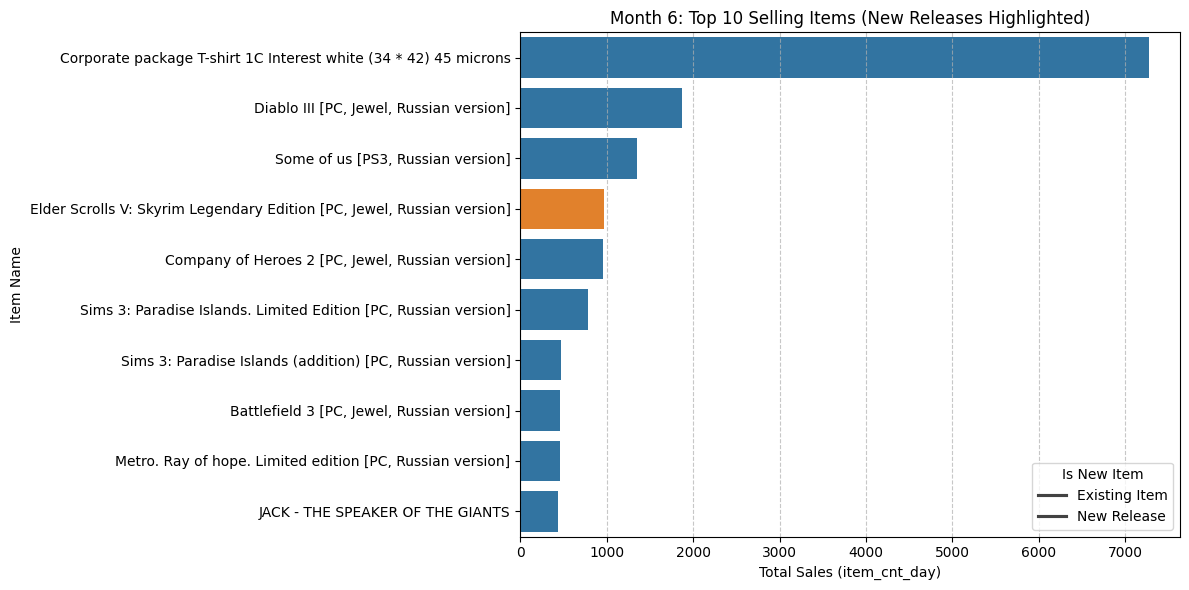 Month 6: Top 10 Selling Items (New Releases Highlighted)
Item Name
Corporate package T-shirt 1C Interest white (34 * 42) 45 microns
Diablo III [PC, Jewel, Russian version]
Some of us [PS3, Russian version]
Elder Scrolls V: Skyrim Legendary Edition [PC, Jewel, Russian version]
Company of Heroes 2 [PC, Jewel, Russian version]
Sims 3: Paradise Islands. Limited Edition [PC, Russian version]
Sims 3: Paradise Islands (addition) [PC, Russian version]
Battlefield 3 [PC, Jewel, Russian version]
Metro. Ray of hope. Limited edition [PC, Russian version]
JACK - THE SPEAKER OF THE GIANTS
Is New Item
Existing Item
New Release
0 1000 2000 3000 4000 5000 6000 7000
Total Sales (item_cnt_day)